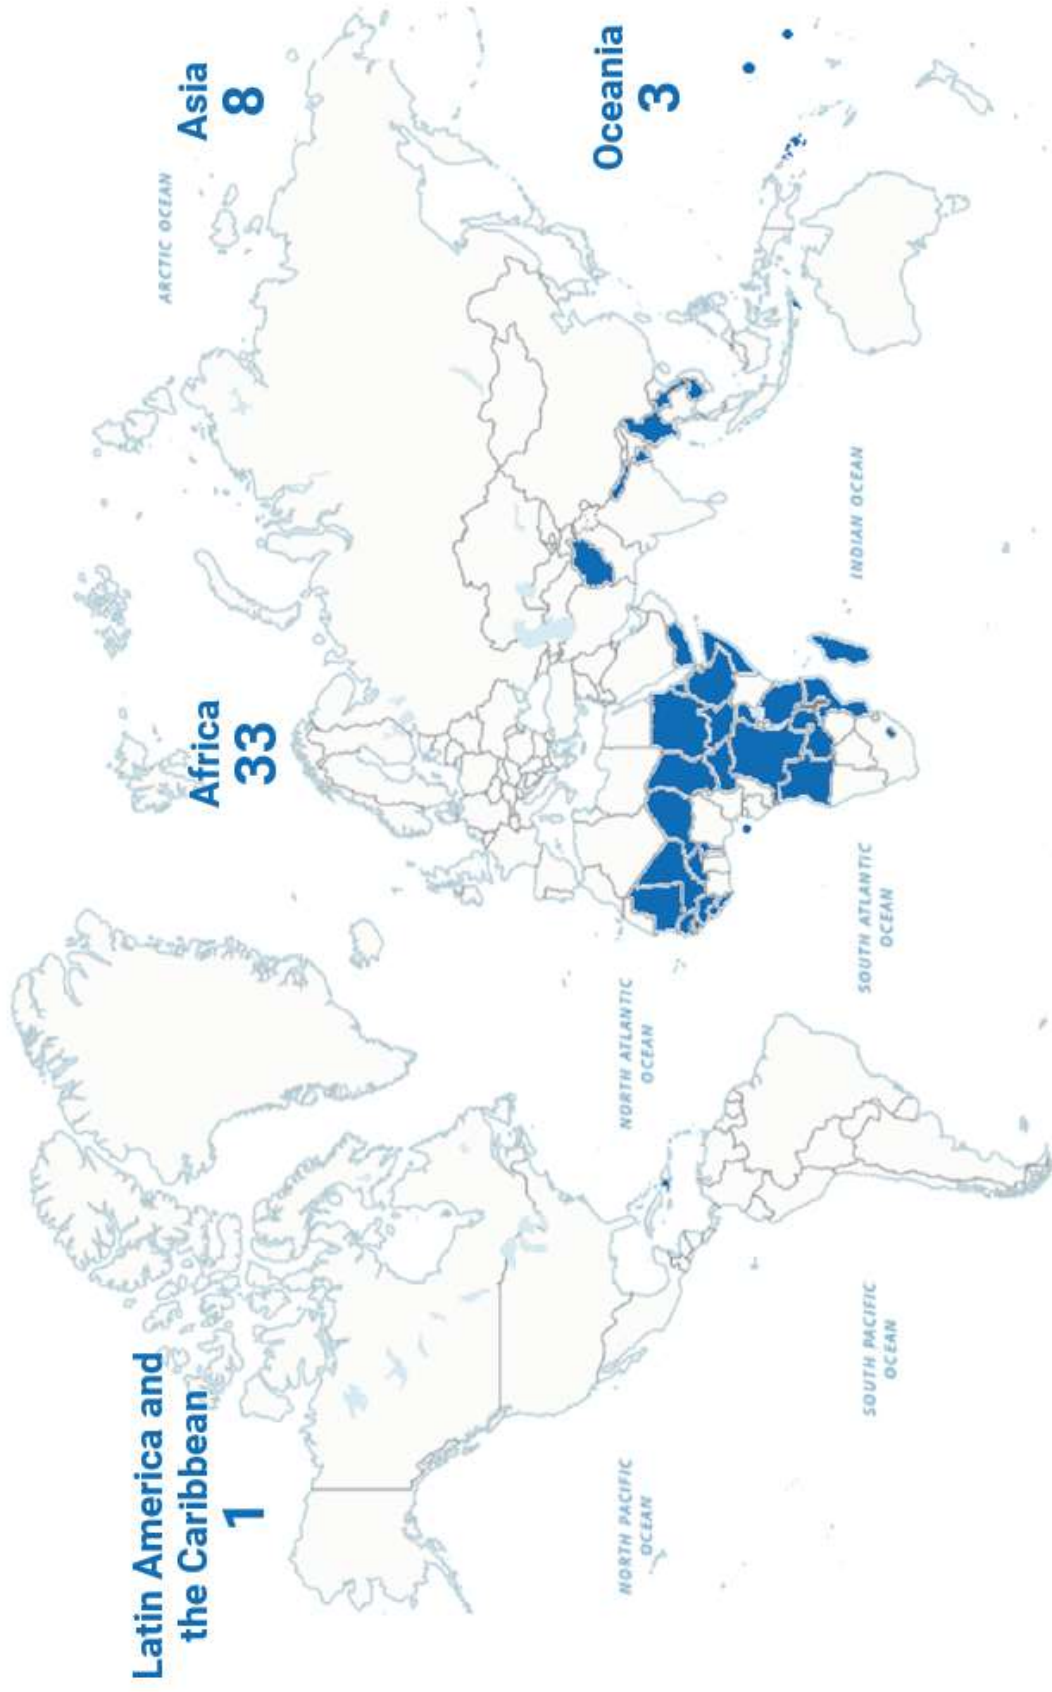 Latin America and
the Caribbean
1
Africa
33
Asia
8
Oceania
3
ARCTIC OCEAN
NORTH PACIFIC
OCEAN
NORTH ATLANTIC
OCEAN
SOUTH PACIFIC
OCEAN
SOUTH ATLANTIC
OCEAN
INDIAN OCEAN